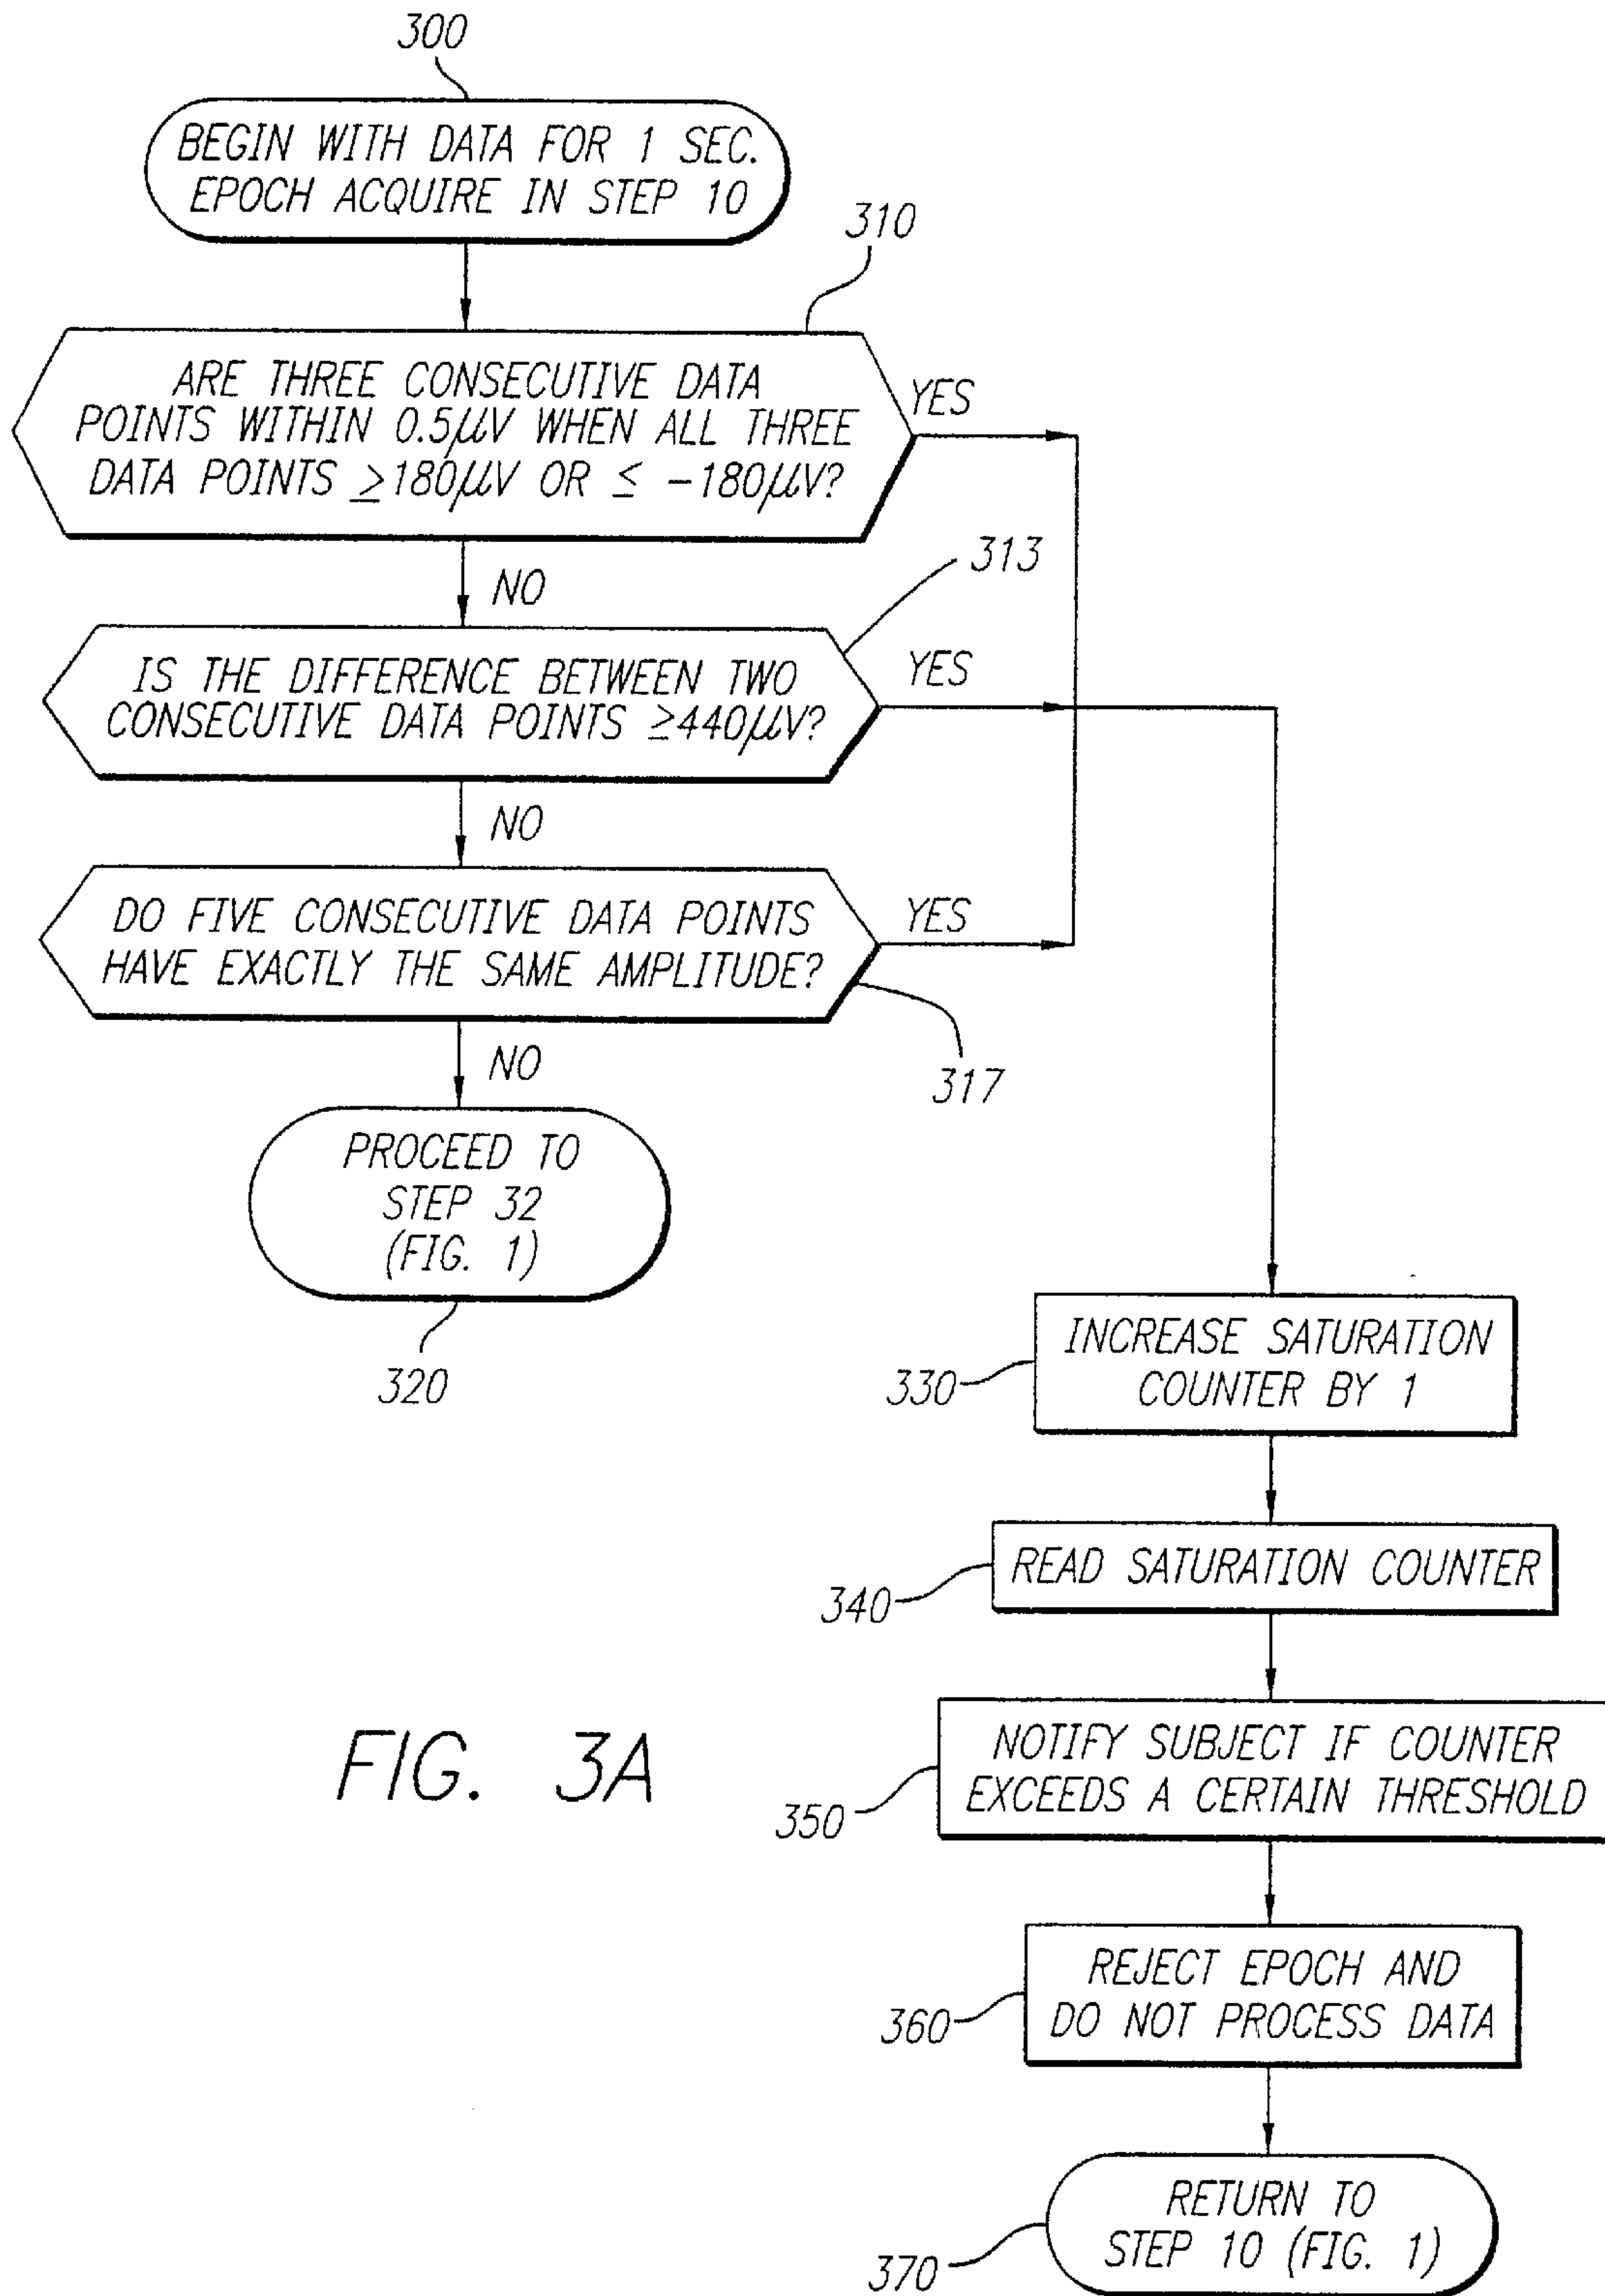 300
BEGIN WITH DATA FOR 1 SEC.
EPOCH ACQUIRE IN STEP 10
310
ARE THREE CONSECUTIVE DATA
POINTS WITHIN 0.5μV WHEN ALL THREE
DATA POINTS ≥180μV OR ≤ -180μV?
YES
NO
313
IS THE DIFFERENCE BETWEEN TWO
CONSECUTIVE DATA POINTS ≥440μV?
YES
NO
DO FIVE CONSECUTIVE DATA POINTS
HAVE EXACTLY THE SAME AMPLITUDE?
YES
317
NO
PROCEED TO
STEP 32
(FIG. 1)
320
INCREASE SATURATION
COUNTER BY 1
330
READ SATURATION COUNTER
340
NOTIFY SUBJECT IF COUNTER
EXCEEDS A CERTAIN THRESHOLD
350
REJECT EPOCH AND
DO NOT PROCESS DATA
360
RETURN TO
STEP 10 (FIG. 1)
370
FIG. 3A